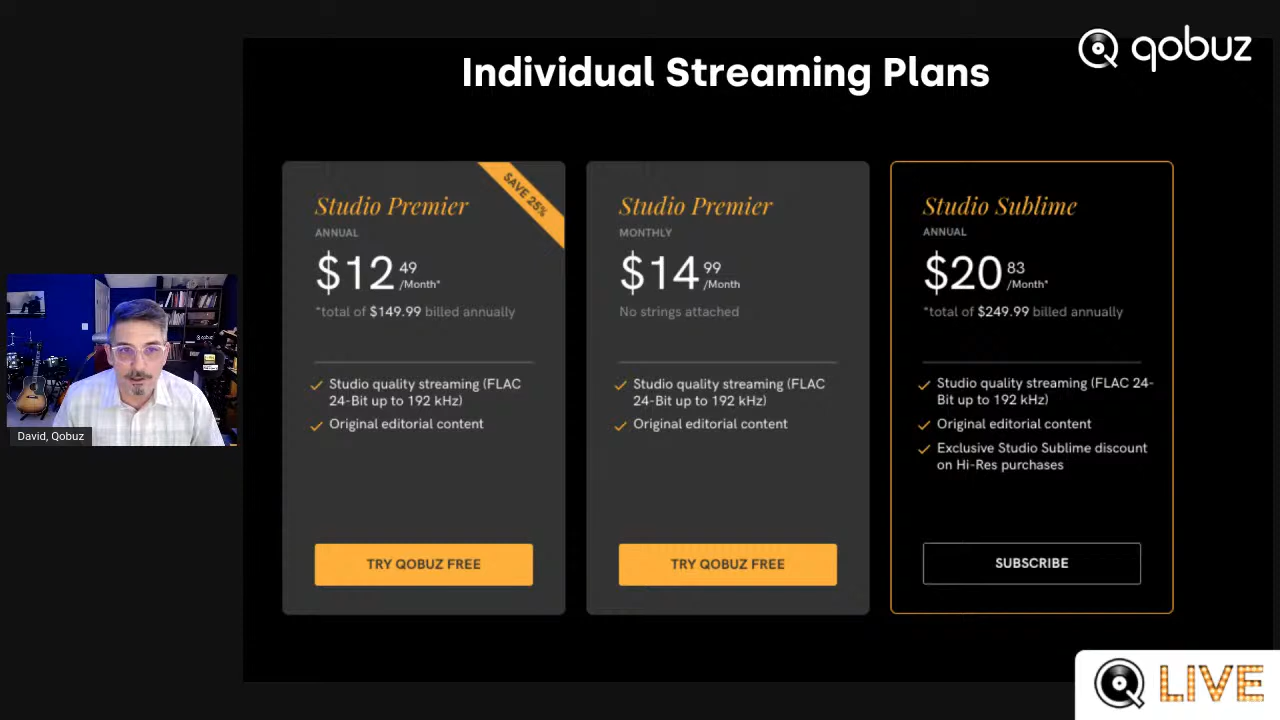 Individual Streaming Plans
qobuz
SAVE 25%
Studio Premier
ANNUAL
$12 49
/Month*
*total of $149.99 billed annually
Studio quality streaming (FLAC
24-Bit up to 192 kHz)
Original editorial content
TRY QOBUZ FREE
Studio Premier
MONTHLY
$14 99
/Month
No strings attached
Studio quality streaming (FLAC
24-Bit up to 192 kHz)
Original editorial content
TRY QOBUZ FREE
Studio Sublime
ANNUAL
$20 83
/Month*
*total of $249.99 billed annually
Studio quality streaming (FLAC 24-
Bit up to 192 kHz)
Original editorial content
Exclusive Studio Sublime discount
on Hi-Res purchases
SUBSCRIBE
David, Qobuz
LIVE